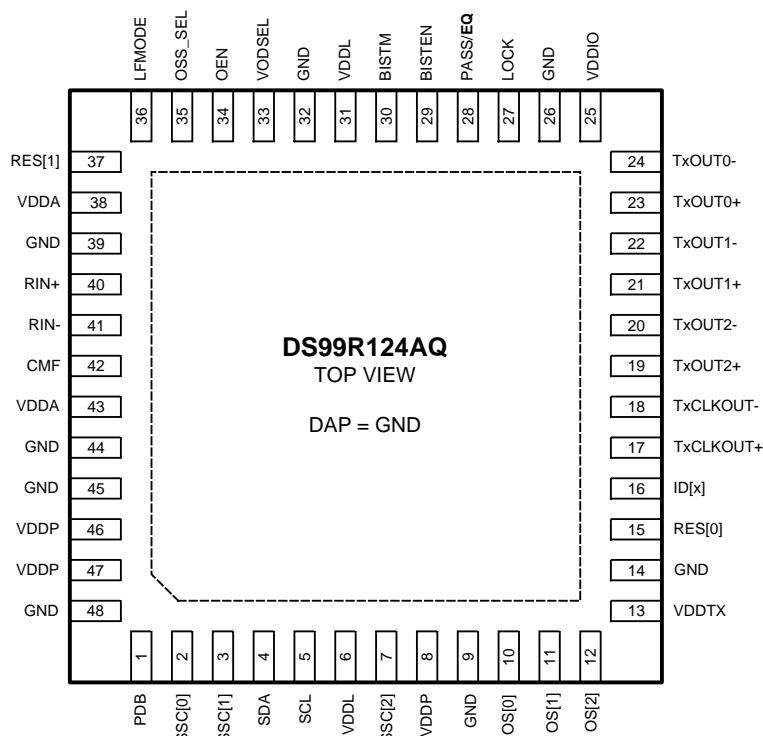 LFMODE
OSS_SEL
OEN
VODSEL
GND
VDDL
BISTM
BISTEN
PASS/EQ
LOCK
GND
VDDIO
36
35
34
33
32
31
30
29
28
27
26
25
RES[1] 37
VDDA 38
GND 39
RIN+ 40
RIN- 41
CMF 42
VDDA 43
GND 44
GND 45
VDDP 46
VDDP 47
GND 48
DS99R124AQ
TOP VIEW
DAP = GND
24 TxOUT0-
23 TxOUT0+
22 TxOUT1-
21 TxOUT1+
20 TxOUT2-
19 TxOUT2+
18 TxCLKOUT-
17 TxCLKOUT+
16 ID[x]
15 RES[0]
14 GND
13 VDDTX
1
2
3
4
5
6
7
8
9
10
11
12
PDB
SSC[0]
SSC[1]
SDA
SCL
VDDL
SSC[2]
VDDP
GND
OS[0]
OS[1]
OS[2]